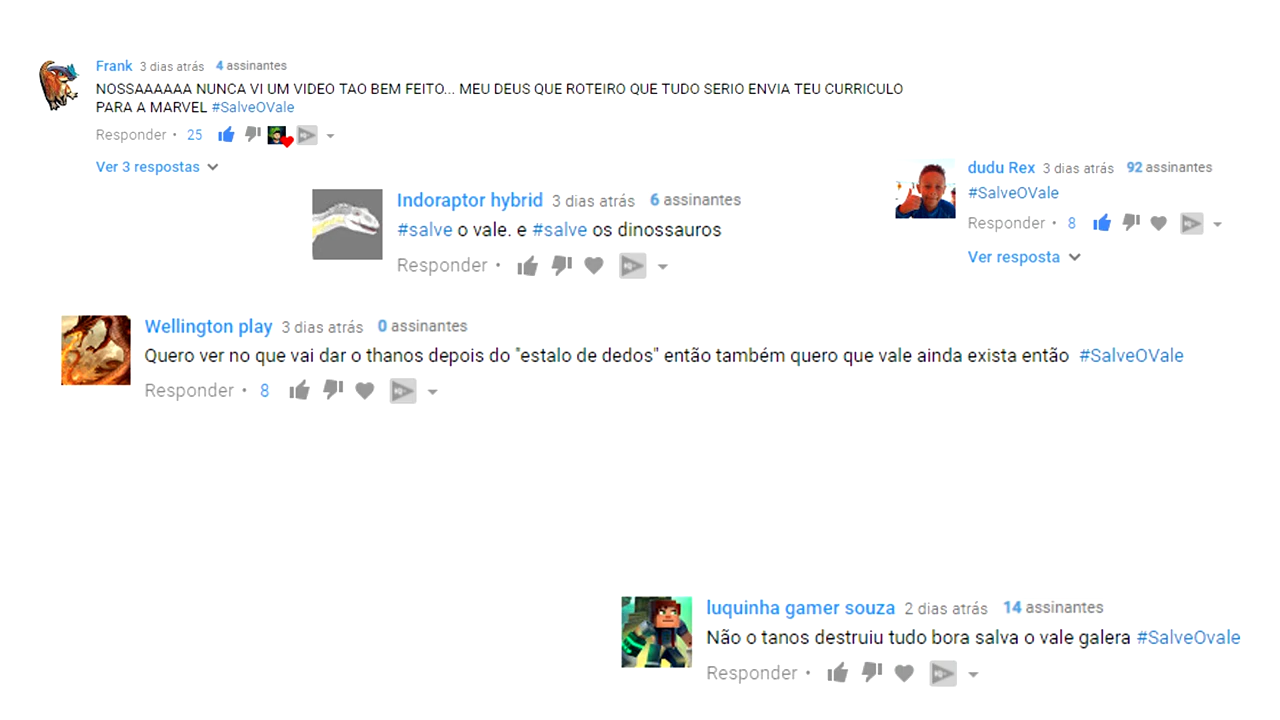 Frank 3 dias atrás 4 assinantes
NOSSAAAAAA NUNCA VI UM VIDEO TAO BEM FEITO... MEU DEUS QUE ROTEIRO QUE TUDO SERIO ENVIA TEU CURRICULO
PARA A MARVEL #SalveOVale
Responder • 25
Ver 3 respostas
dudu Rex 3 dias atrás 92 assinantes
#SalveOVale
Responder • 8
Ver resposta
Indoraptor hybrid 3 dias atrás 6 assinantes
#salve o vale. e #salve os dinossauros
Responder •
Wellington play 3 dias atrás 0 assinantes
Quero ver no que vai dar o thanos depois do "estalo de dedos" então também quero que vale ainda exista então #SalveOVale
Responder • 8
luquinha gamer souza 2 dias atrás 14 assinantes
Não o tanos destruiu tudo bora salva o vale galera #SalveOvale
Responder •